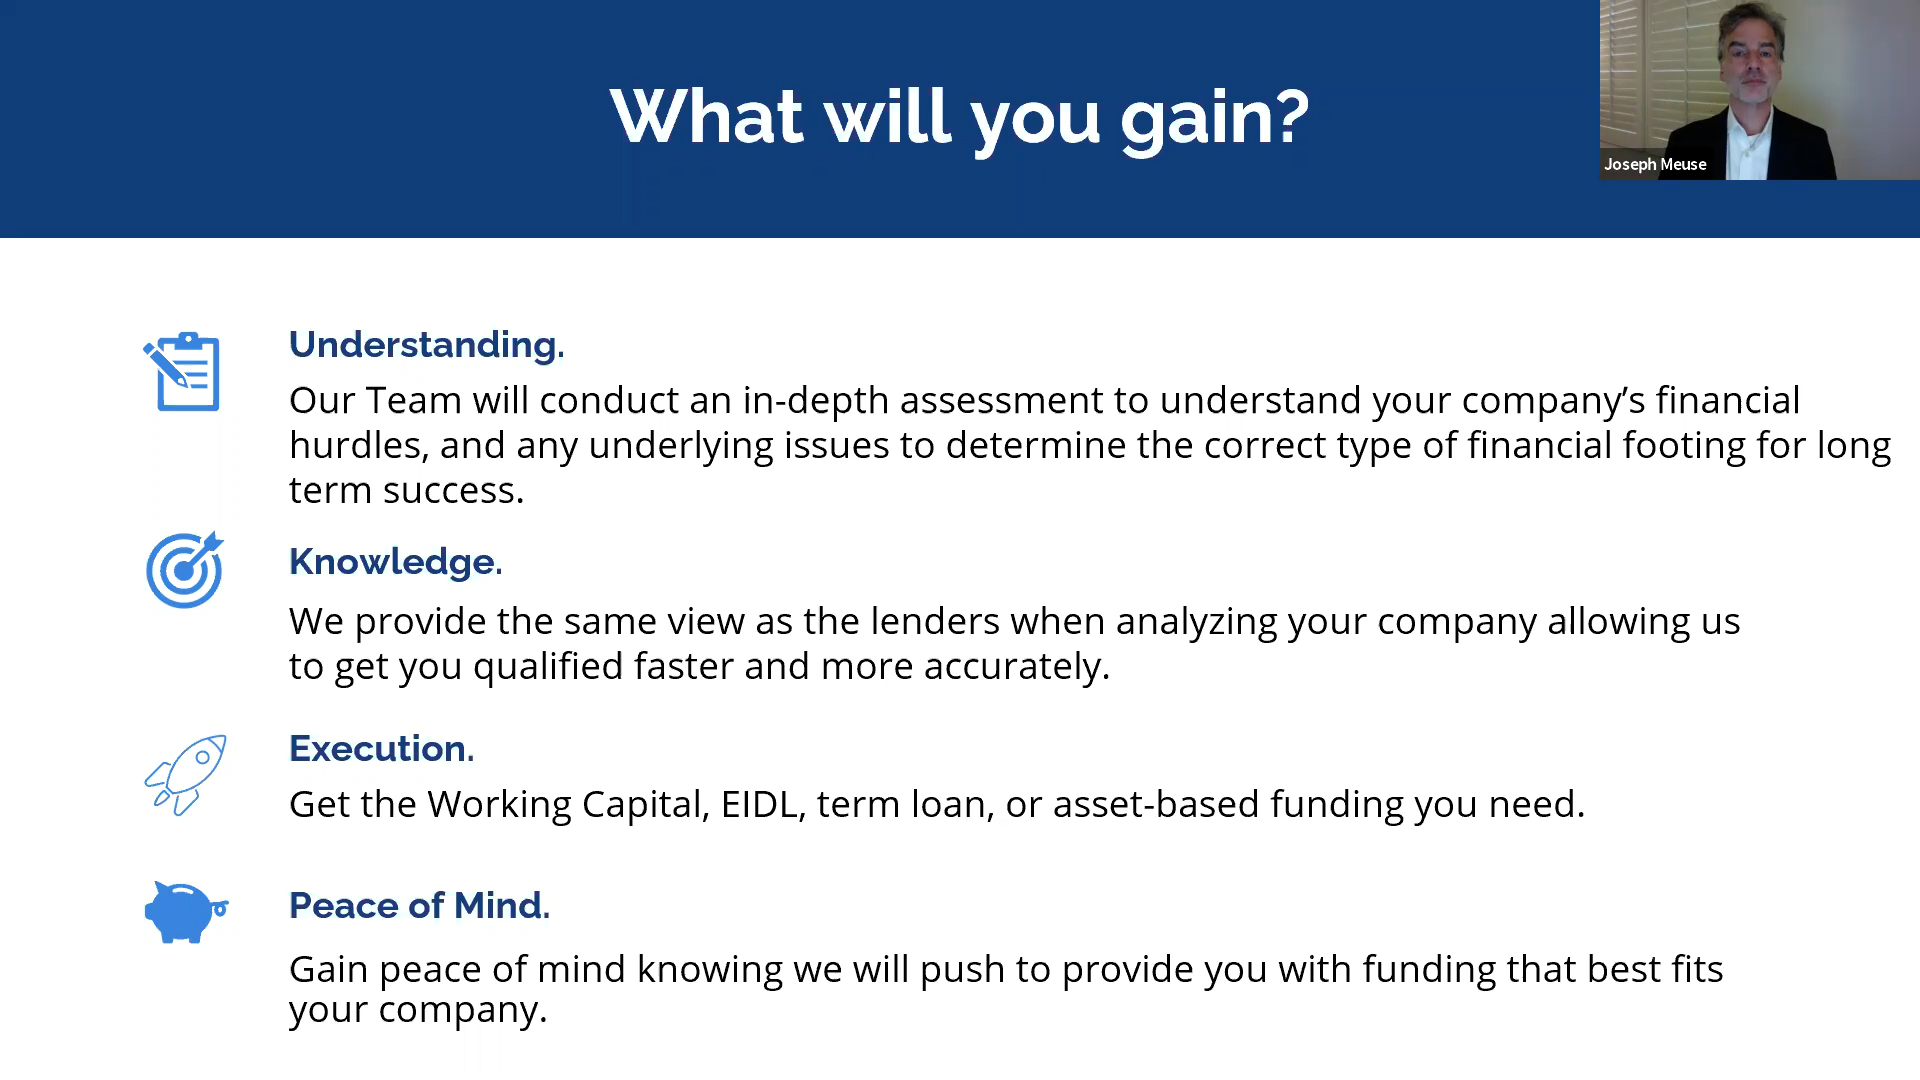 What will you gain?
Joseph Meuse
Understanding.
Our Team will conduct an in-depth assessment to understand your company’s financial
hurdles, and any underlying issues to determine the correct type of financial footing for long
term success.
Knowledge.
We provide the same view as the lenders when analyzing your company allowing us
to get you qualified faster and more accurately.
Execution.
Get the Working Capital, EIDL, term loan, or asset-based funding you need.
Peace of Mind.
Gain peace of mind knowing we will push to provide you with funding that best fits
your company.